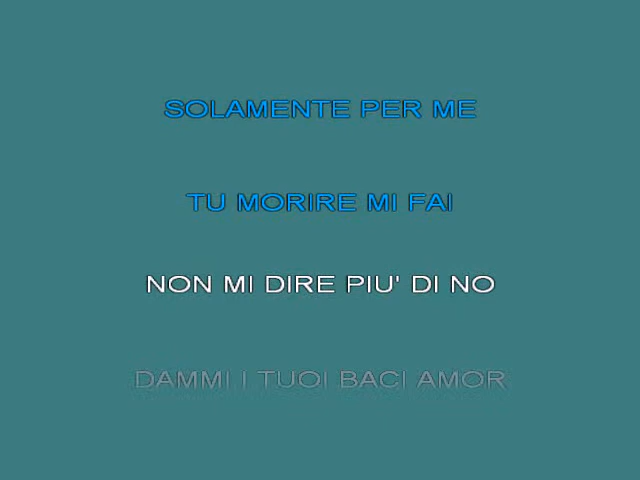 SOLAMENTE PER ME
TU MORIRE MI FAI
NON MI DIRE PIU' DI NO
DAMMI I TUOI BACI AMOR